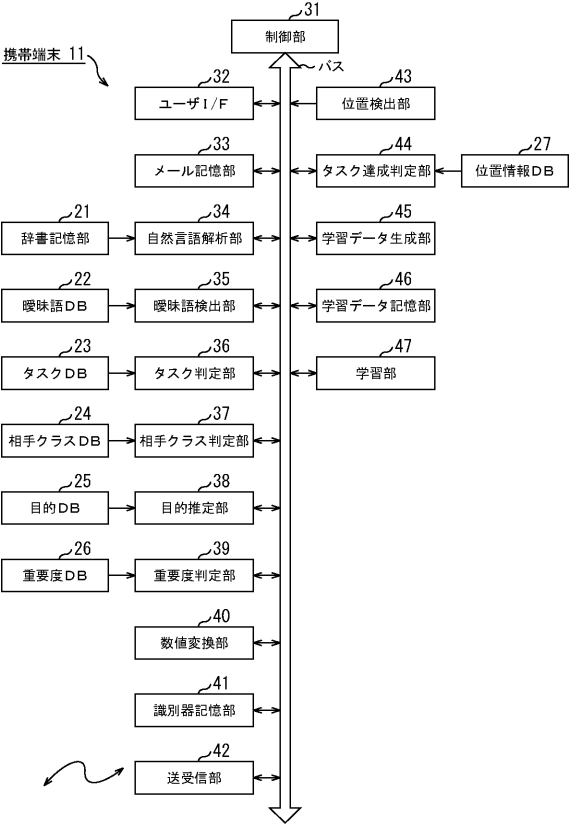 31
制御部
携帯端末 11
バス
32
ユーザI/F
43
位置検出部
33
メール記憶部
44
タスク達成判定部
27
位置情報DB
21
辞書記憶部
34
自然言語解析部
45
学習データ生成部
22
曖昧語DB
35
曖昧語検出部
46
学習データ記憶部
23
タスクDB
36
タスク判定部
47
学習部
24
相手クラスDB
37
相手クラス判定部
25
目的DB
38
目的推定部
26
重要度DB
39
重要度判定部
40
数値変換部
41
識別器記憶部
42
送受信部